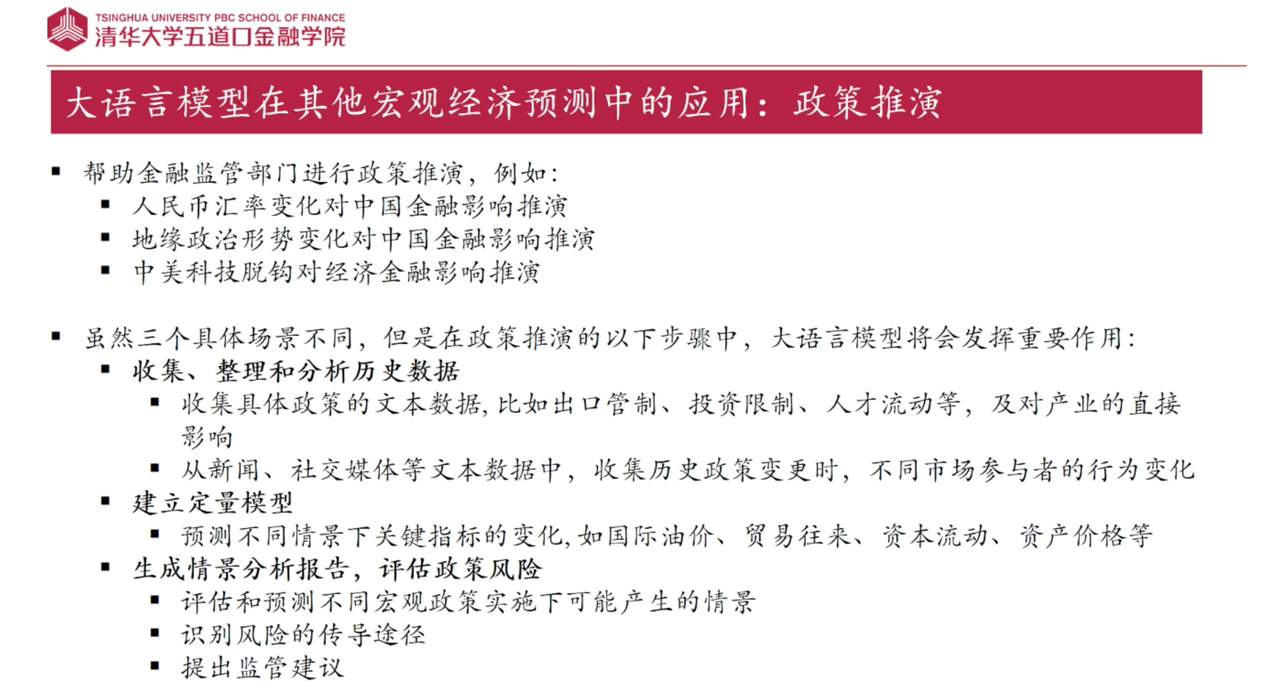 TSINGHUA UNIVERSITY PBC SCHOOL OF FINANCE
清华大学五道口金融学院
大语言模型在其他宏观经济预测中的应用：政策推演
▪ 帮助金融监管部门进行政策推演，例如：
▪ 人民币汇率变化对中国金融影响推演
▪ 地缘政治形势变化对中国金融影响推演
▪ 中美科技脱钩对经济金融影响推演
▪ 虽然三个具体场景不同，但是在政策推演的以下步骤中，大语言模型将会发挥重要作用：
▪ 收集、整理和分析历史数据
▪ 收集具体政策的文本数据,比如出口管制、投资限制、人才流动等，及对产业的直接
影响
▪ 从新闻、社交媒体等文本数据中，收集历史政策变更时，不同市场参与者的行为变化
▪ 建立定量模型
▪ 预测不同情景下关键指标的变化,如国际油价、贸易往来、资本流动、资产价格等
▪ 生成情景分析报告，评估政策风险
▪ 评估和预测不同宏观政策实施下可能产生的情景
▪ 识别风险的传导途径
▪ 提出监管建议